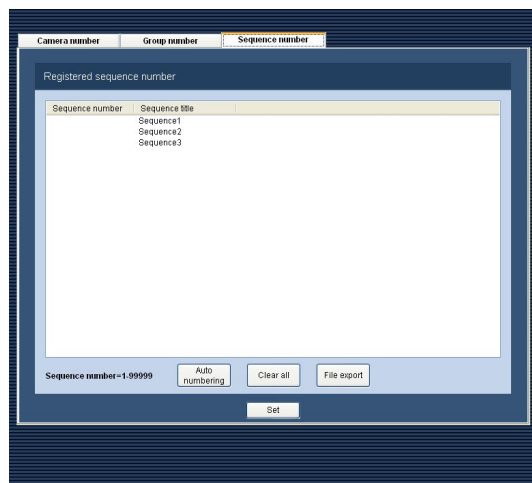 Camera number Group number Sequence number
Registered sequence number
Sequence number Sequence title
Sequence1
Sequence2
Sequence3
Sequence number=1-99999 Auto numbering Clear all File export
Set